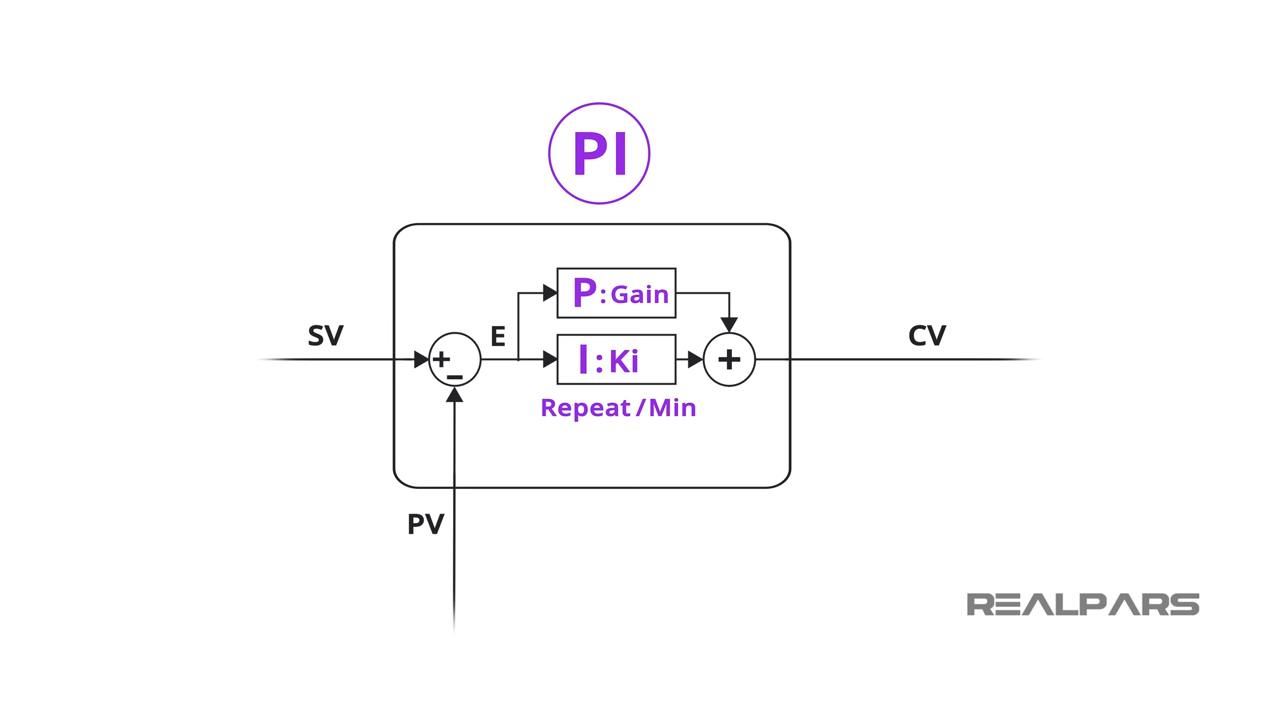 PI
P:Gain
SV
E
CV
+
−
I:Ki
+
Repeat/Min
PV
REALPARS